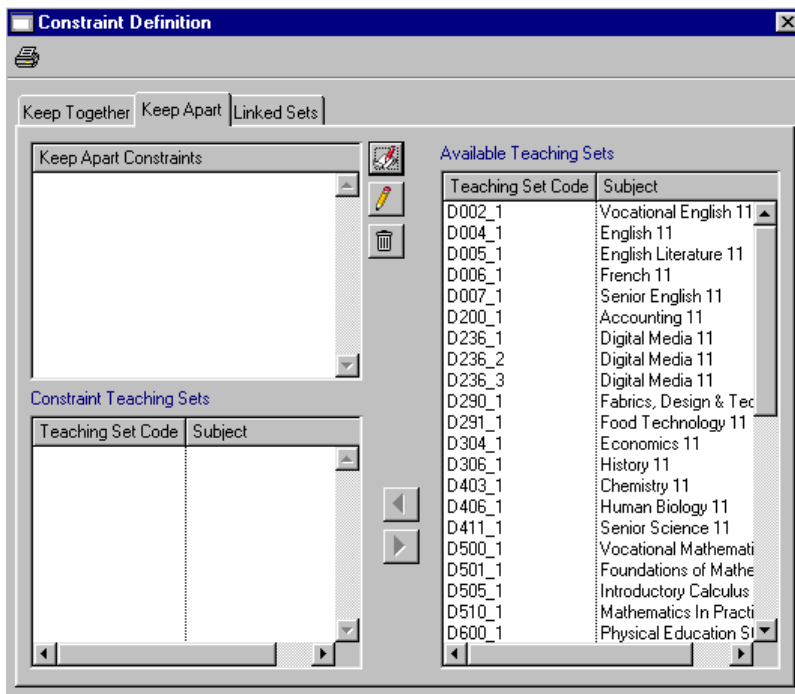 Constraint Definition
Keep Together Keep Apart Linked Sets
Keep Apart Constraints
Constraint Teaching Sets
Teaching Set Code Subject
Available Teaching Sets
Teaching Set Code Subject
D002_1 Vocational English 11
D004_1 English 11
D005_1 English Literature 11
D006_1 French 11
D007_1 Senior English 11
D200_1 Accounting 11
D236_1 Digital Media 11
D236_2 Digital Media 11
D236_3 Digital Media 11
D290_1 Fabrics, Design & Tec
D291_1 Food Technology 11
D304_1 Economics 11
D306_1 History 11
D403_1 Chemistry 11
D406_1 Human Biology 11
D411_1 Senior Science 11
D500_1 Vocational Mathemati
D501_1 Foundations of Mathe
D505_1 Introductory Calculus
D510_1 Mathematics In Practi
D600_1 Physical Education St